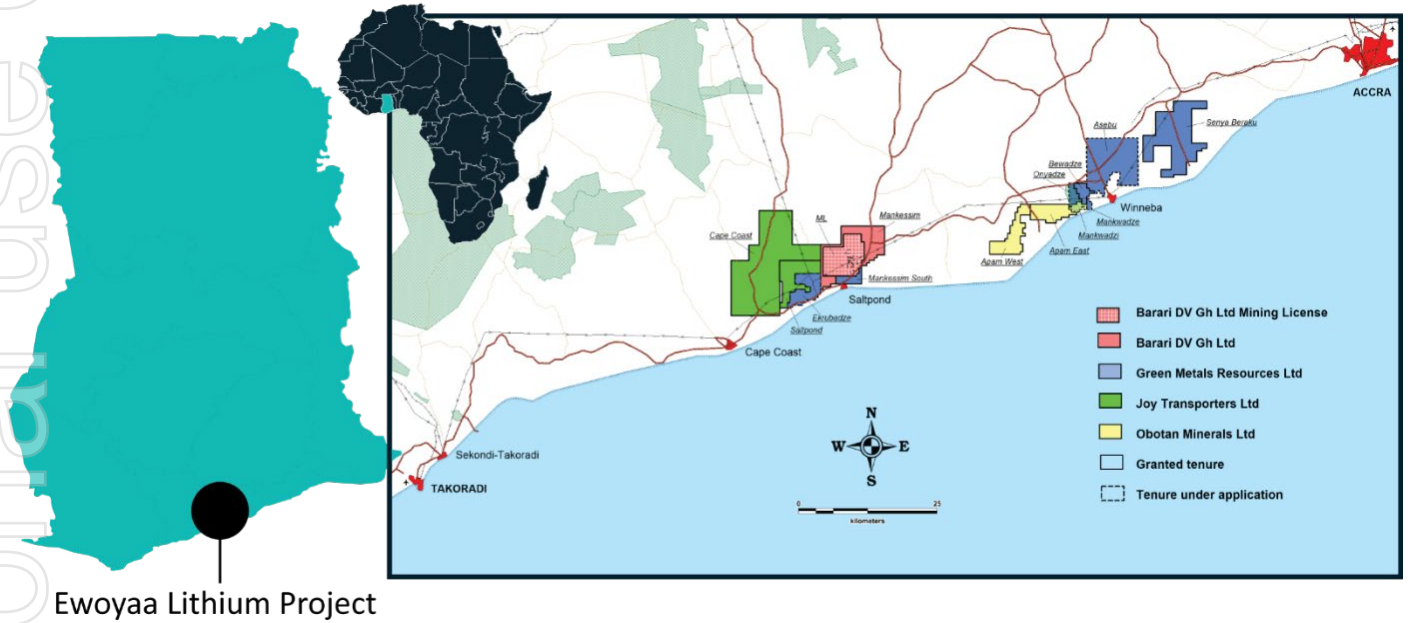 Ewoyaa Lithium Project
ACCRA
Senya Beraku
Asebu
Bewadze
Onyadze
Winneba
Mankwadze
Mankwadzi
Apam East
Apam West
Mankessim
ML
Cape Coast
Mankessim South
Saltpond
Ekrubadze
Saltpond
Cape Coast
Sekondi-Takoradi
TAKORADI
N
W E
S
0 25
kilometers
Barari DV Gh Ltd Mining License
Barari DV Gh Ltd
Green Metals Resources Ltd
Joy Transporters Ltd
Obotan Minerals Ltd
Granted tenure
Tenure under application